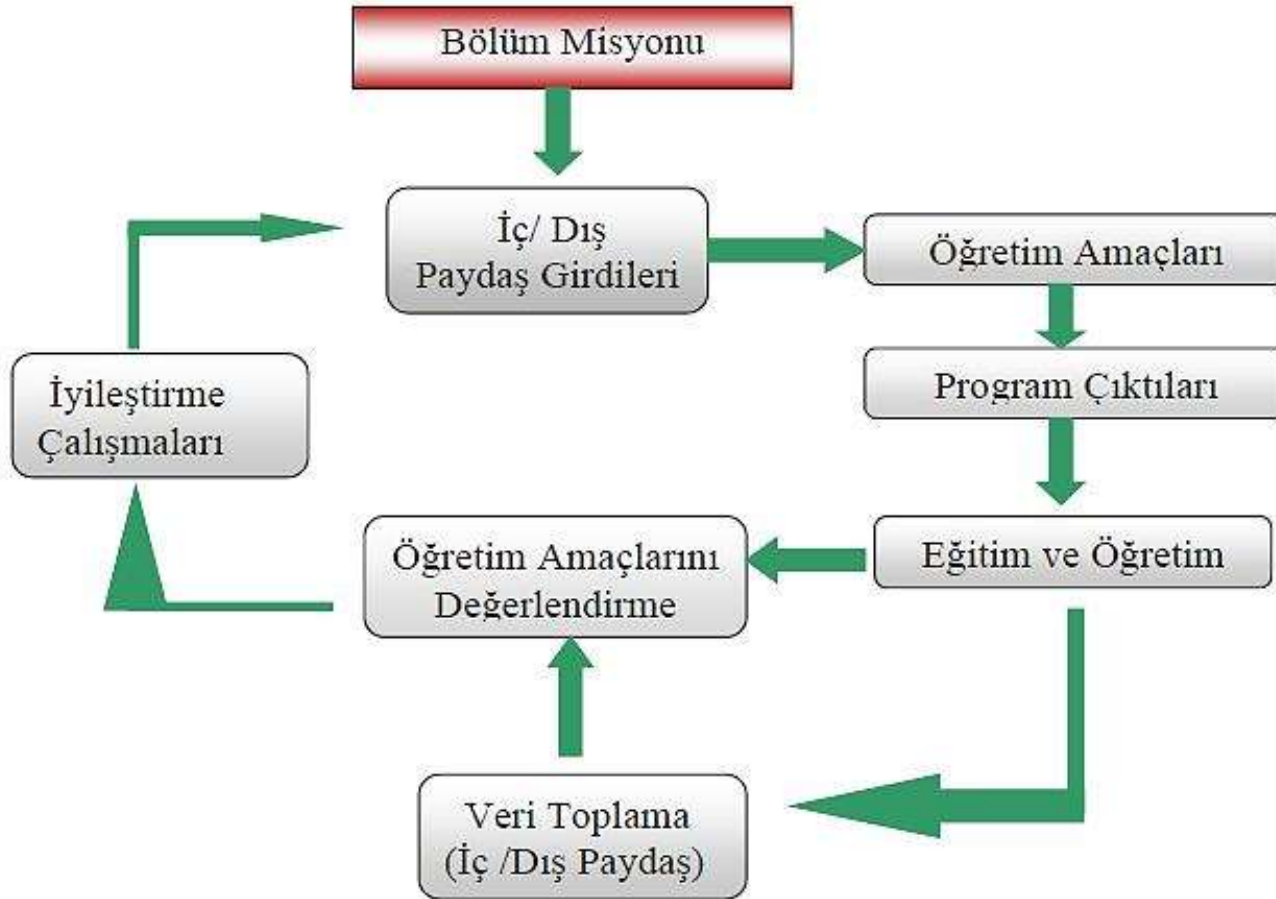 Bölüm Misyonu
İç/ Dış
Paydaş Girdileri
Öğretim Amaçları
Program Çıktıları
Eğitim ve Öğretim
Öğretim Amaçlarını
Değerlendirme
Veri Toplama
(İç /Dış Paydaş)
İyileştirme
Çalışmaları